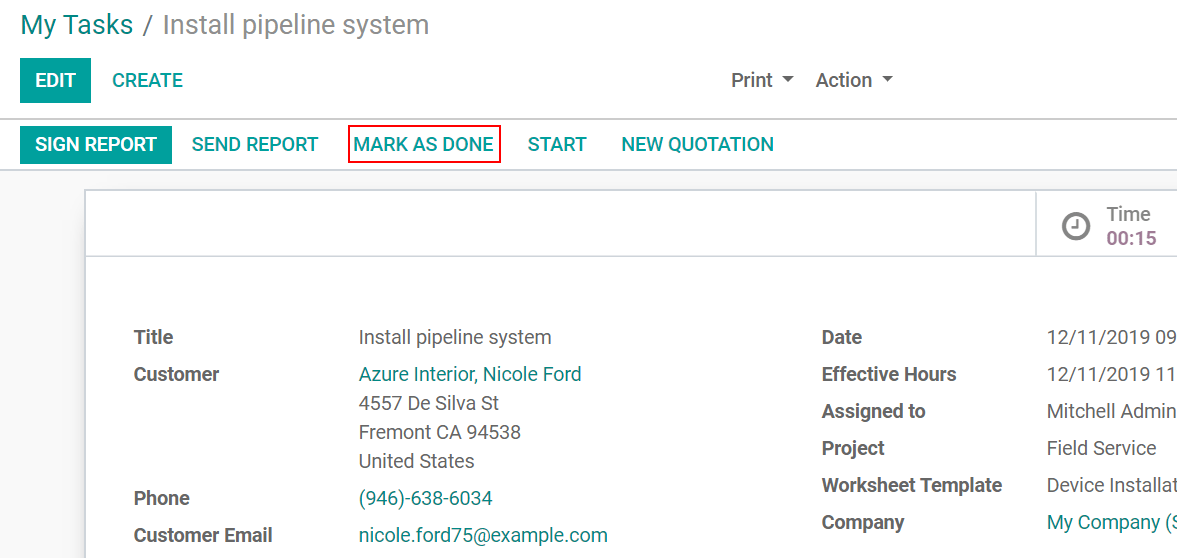 My Tasks / Install pipeline system
EDIT CREATE Print Action
SIGN REPORT SEND REPORT MARK AS DONE START NEW QUOTATION
Time
00:15
Title Install pipeline system
Customer Azure Interior, Nicole Ford
4557 De Silva St
Fremont CA 94538
United States
Phone (946)-638-6034
Customer Email nicole.ford75@example.com
Date 12/11/2019 09
Effective Hours 12/11/2019 11
Assigned to Mitchell Admin
Project Field Service
Worksheet Template Device Installat
Company My Company (S